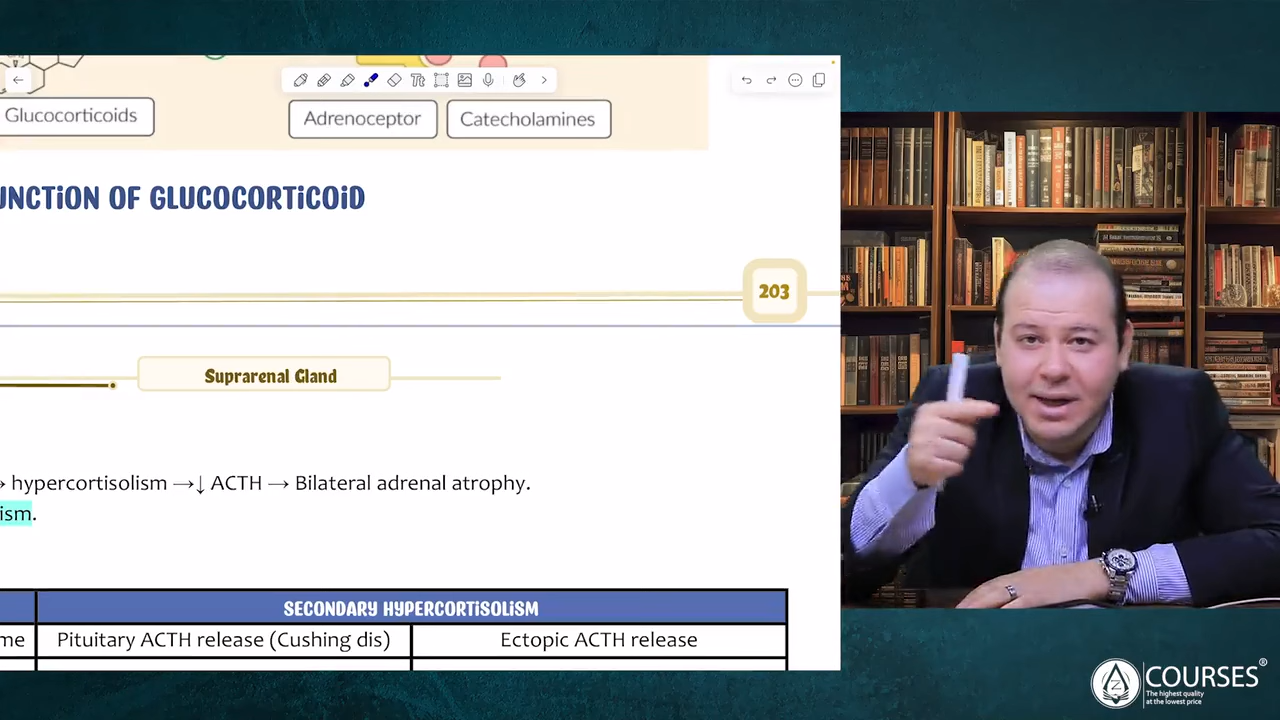 Glucocorticoids
Adrenoceptor
Catecholamines
UNCTiON OF GLUCOCORTiCOiD
203
Suprarenal Gland
→ hypercortisolism →↓ ACTH → Bilateral adrenal atrophy.
ism.
SECONDARY HYPERCORTISOLiSM
me
Pituitary ACTH release (Cushing dis)
Ectopic ACTH release
COURSES®
The highest quality
at the lowest price